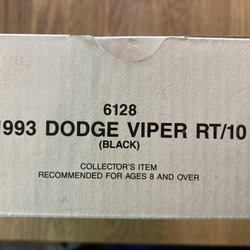 6128
'993 DODGE VIPER RT/10
(BLACK)
COLLECTOR'S ITEM
RECOMMENDED FOR AGES 8 AND OVER